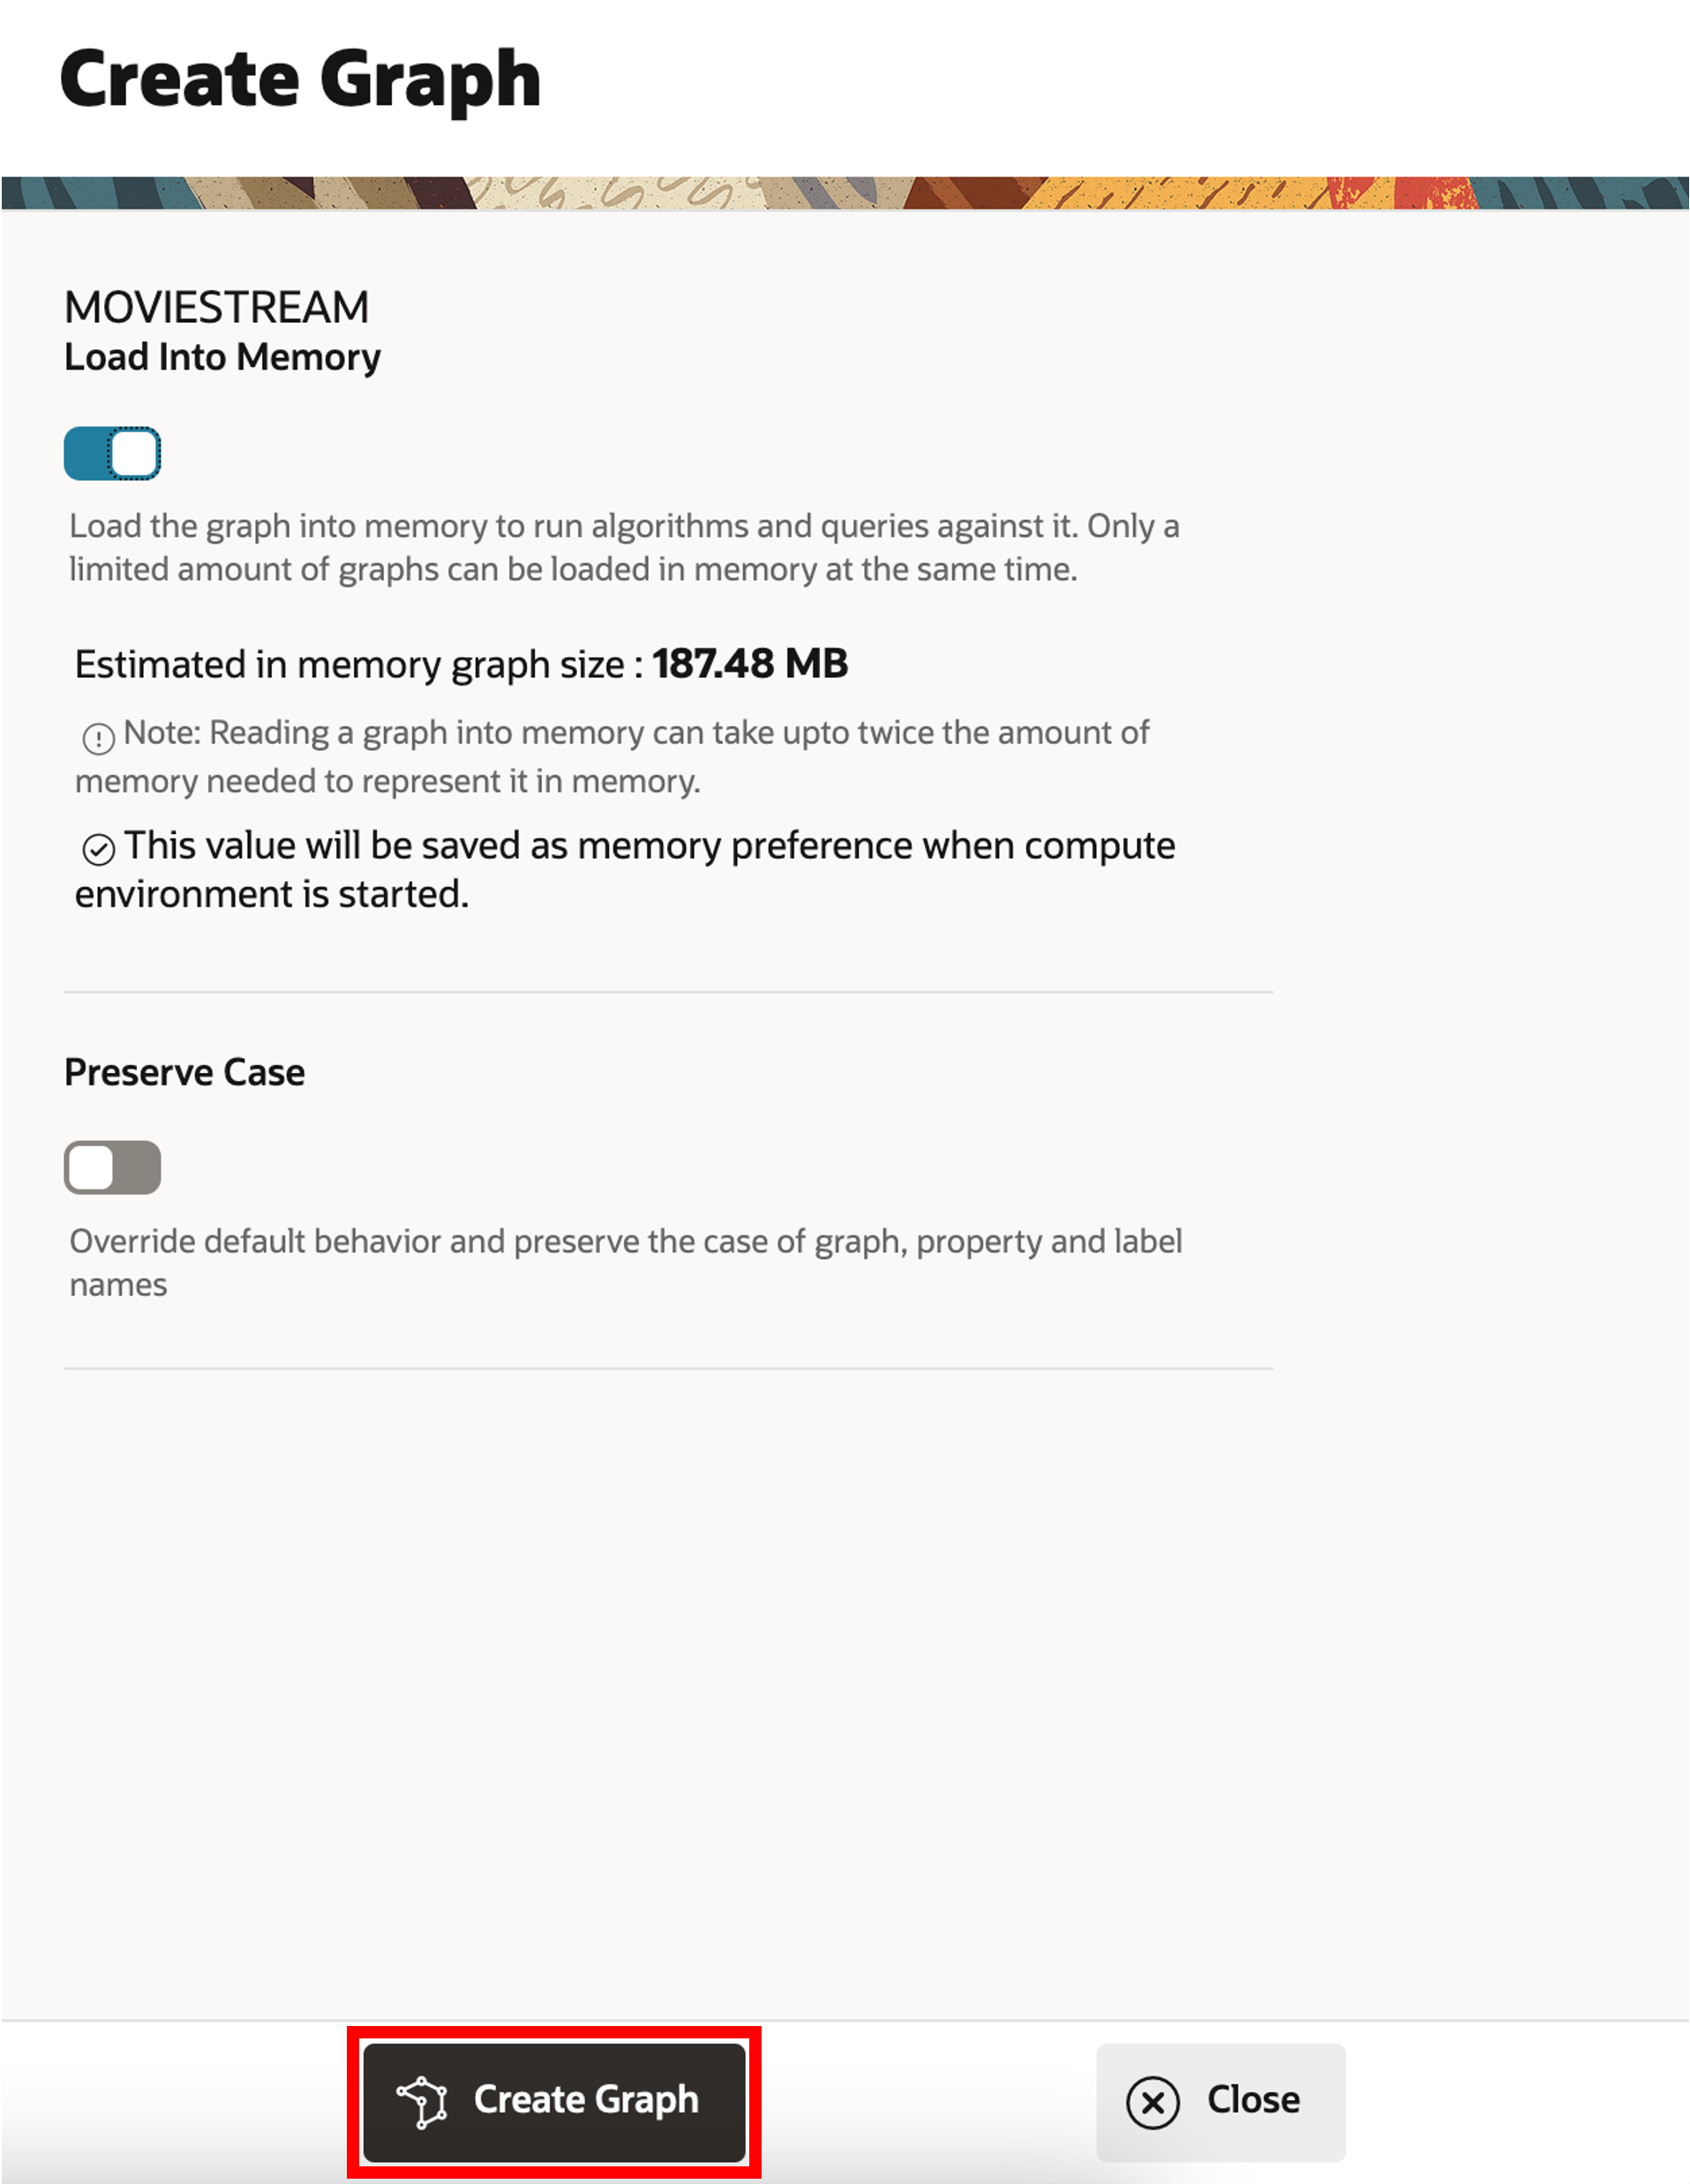 Create Graph
MOVIESTREAM
Load Into Memory
Load the graph into memory to run algorithms and queries against it. Only a
limited amount of graphs can be loaded in memory at the same time.
Estimated in memory graph size : 187.48 MB
Note: Reading a graph into memory can take upto twice the amount of
memory needed to represent it in memory.
This value will be saved as memory preference when compute
environment is started.
Preserve Case
Override default behavior and preserve the case of graph, property and label
names
Create Graph
Close